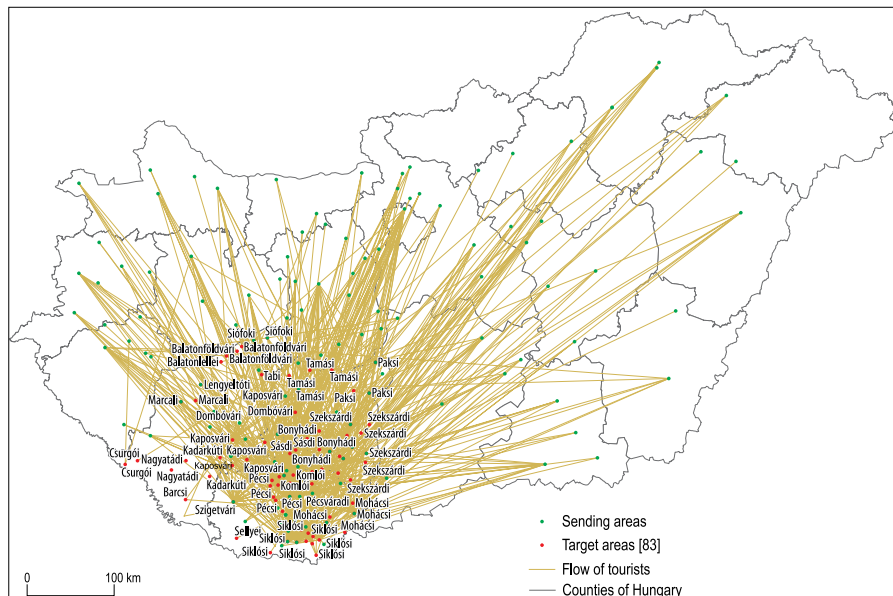 Siófoki
Siófoki
Balatonföldvári
Balatonföldvári
Balatonlellei
Balatonföldvári
Tamási
Paksi
Tabi
Tamási
Tamási
Lengyeltóti
Kaposvári
Tamási
Paksi
Paksi
Marcali
Marcali
Dombóvári
Dombóvári
Szekszárdi
Szekszárdi
Bonyhádi
Szekszárdi
Kaposvári
Sásdi
Sásdi
Bonyhádi
Csurgói
Nagyatádi
Kadarkúti
Kaposvári
Szekszárdi
Bonyhádi
Csurgói
Kaposvári
Kaposvári
Szekszárdi
Nagyatádi
Kadarkúti
Komlói
Pécsi
Komlói
Szekszárdi
Barcsi
Pécsi
Szigetvári
Pécsi
Pécsi
Pécsváradi
Mohácsi
Mohácsi
Mohácsi
Sellyei
Siklósi
Siklósi
Mohácsi
Siklósi
Siklósi
Siklósi
Siklósi
Siklósi
Sending areas
Target areas [83]
Flow of tourists
Counties of Hungary
0
100 km